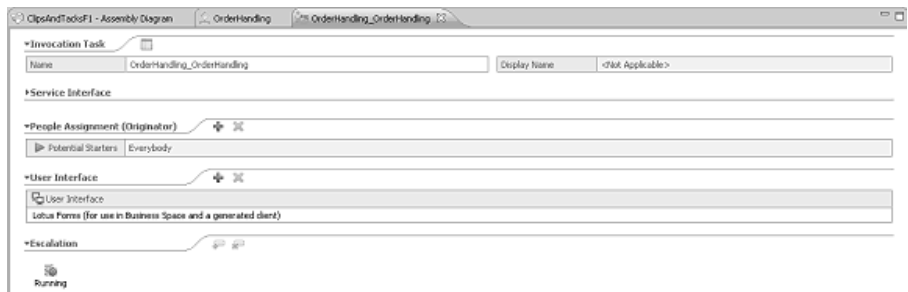 ClipsAndTacksF1 - Assembly Diagram OrderHandling OrderHandling_OrderHandling
Invocation Task
Name OrderHandling_OrderHandling Display Name <Not Applicable>
Service Interface
People Assignment (Originator)
Potential Starters Everybody
User Interface
User Interface
Lotus Forms (for use in Business Space and a generated client)
Escalation
Running